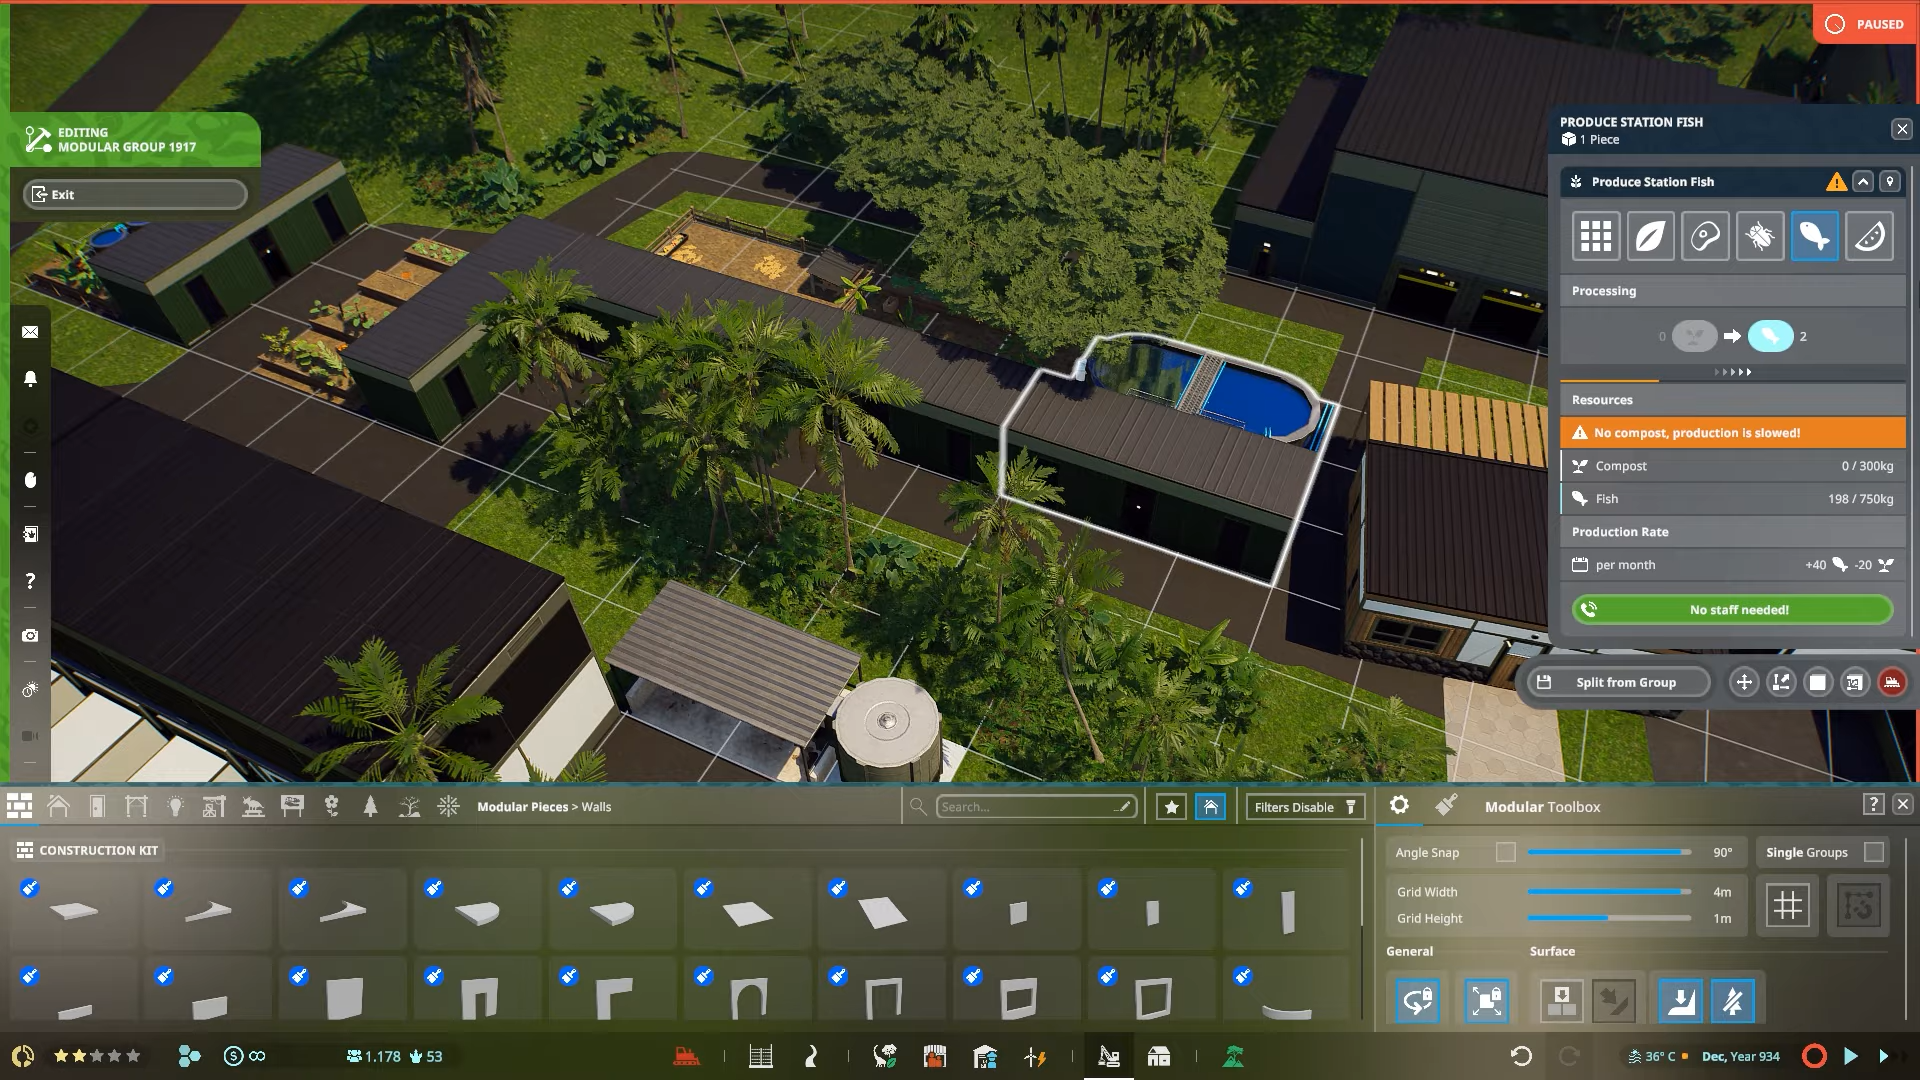 PAUSED
EDITING
MODULAR GROUP 1917
Exit
PRODUCE STATION FISH
1 Piece
Produce Station Fish
Processing
0
2
Resources
No compost, production is slowed!
Compost
0 / 300kg
Fish
198 / 750kg
Production Rate
per month
+40
-20
No staff needed!
Split from Group
Modular Pieces > Walls
Search...
Filters Disable
Modular Toolbox
?
CONSTRUCTION KIT
Angle Snap
90°
Single Groups
Grid Width
4m
Grid Height
1m
General
Surface
1.178
53
36° C
Dec, Year 934